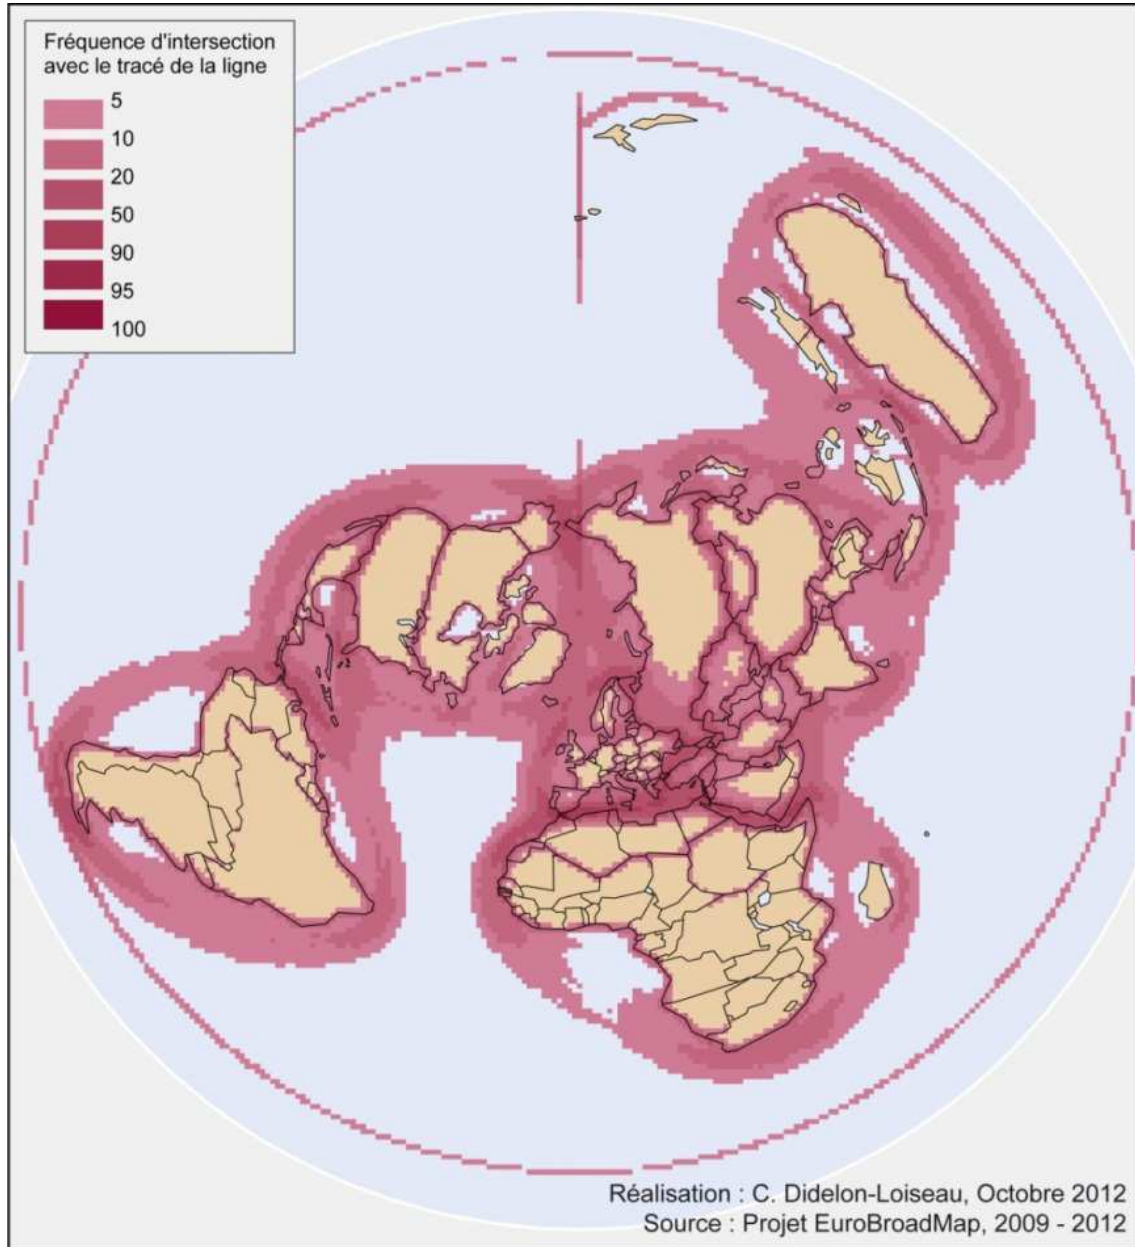 Fréquence d'intersection
avec le tracé de la ligne
5
10
20
50
90
95
100
Réalisation : C. Didelon-Loiseau, Octobre 2012
Source : Projet EuroBroadMap, 2009 - 2012